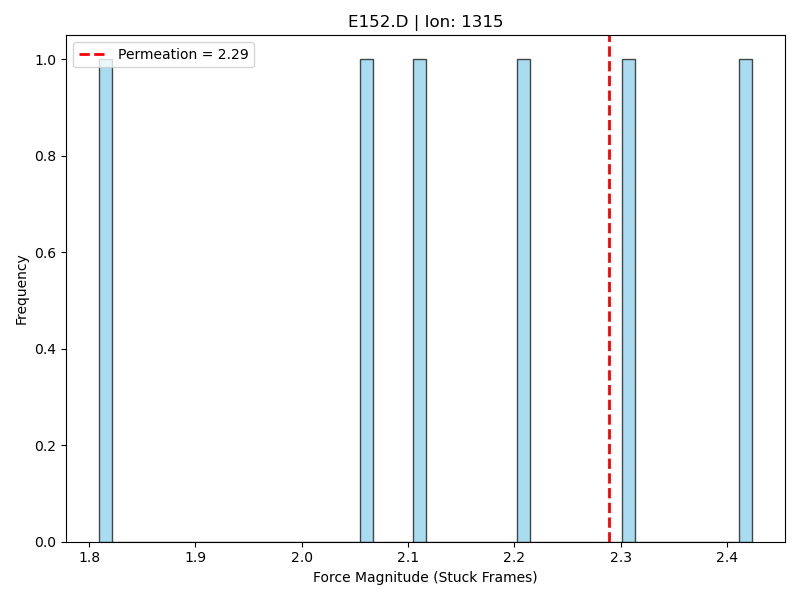 E152.D | Ion: 1315
Permeation = 2.29
1.0
0.8
0.6
0.4
0.2
0.0
Frequency
1.8 1.9 2.0 2.1 2.2 2.3 2.4
Force Magnitude (Stuck Frames)